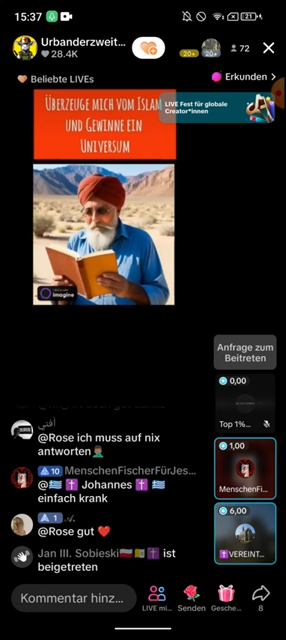 15:37
21
Urbanderzweit...
28.4K
20+
20+
72
Beliebte LIVEs
Erkunden >
ÜBERZEUGE MICH VOM ISLAM
UND GEWINNE EIN
UNIVERSUM
LIVE Fest für globale
Creator*innen
imagine
Anfrage zum
Beitreten
0,00
Top 1%...
1,00
MenschenFi...
6,00
✝️VEREINT...
أفني
@Rose ich muss auf nix
antworten🤦🏽‍♂️
10 MenschenFischerFürJes...
@🇬🇷 ✝️ Johannes ✝️ 🇬🇷
einfach krank
1
@Rose gut ❤️
Jan III. Sobieski🇵🇱🇻🇦✝️ ist
beigetreten
Kommentar hinz...
LIVE mi...
Senden
Gesche...
8